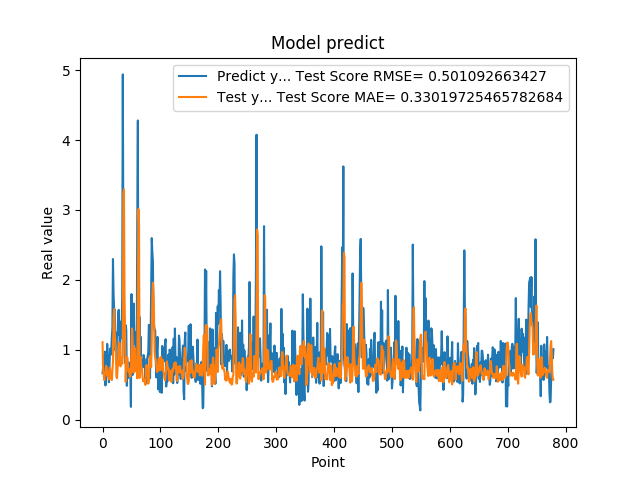 Model predict
Predict y... Test Score RMSE= 0.501092663427
Test y... Test Score MAE= 0.33019725465782684
Real value
5
4
3
2
1
0
0 100 200 300 400 500 600 700 800
Point